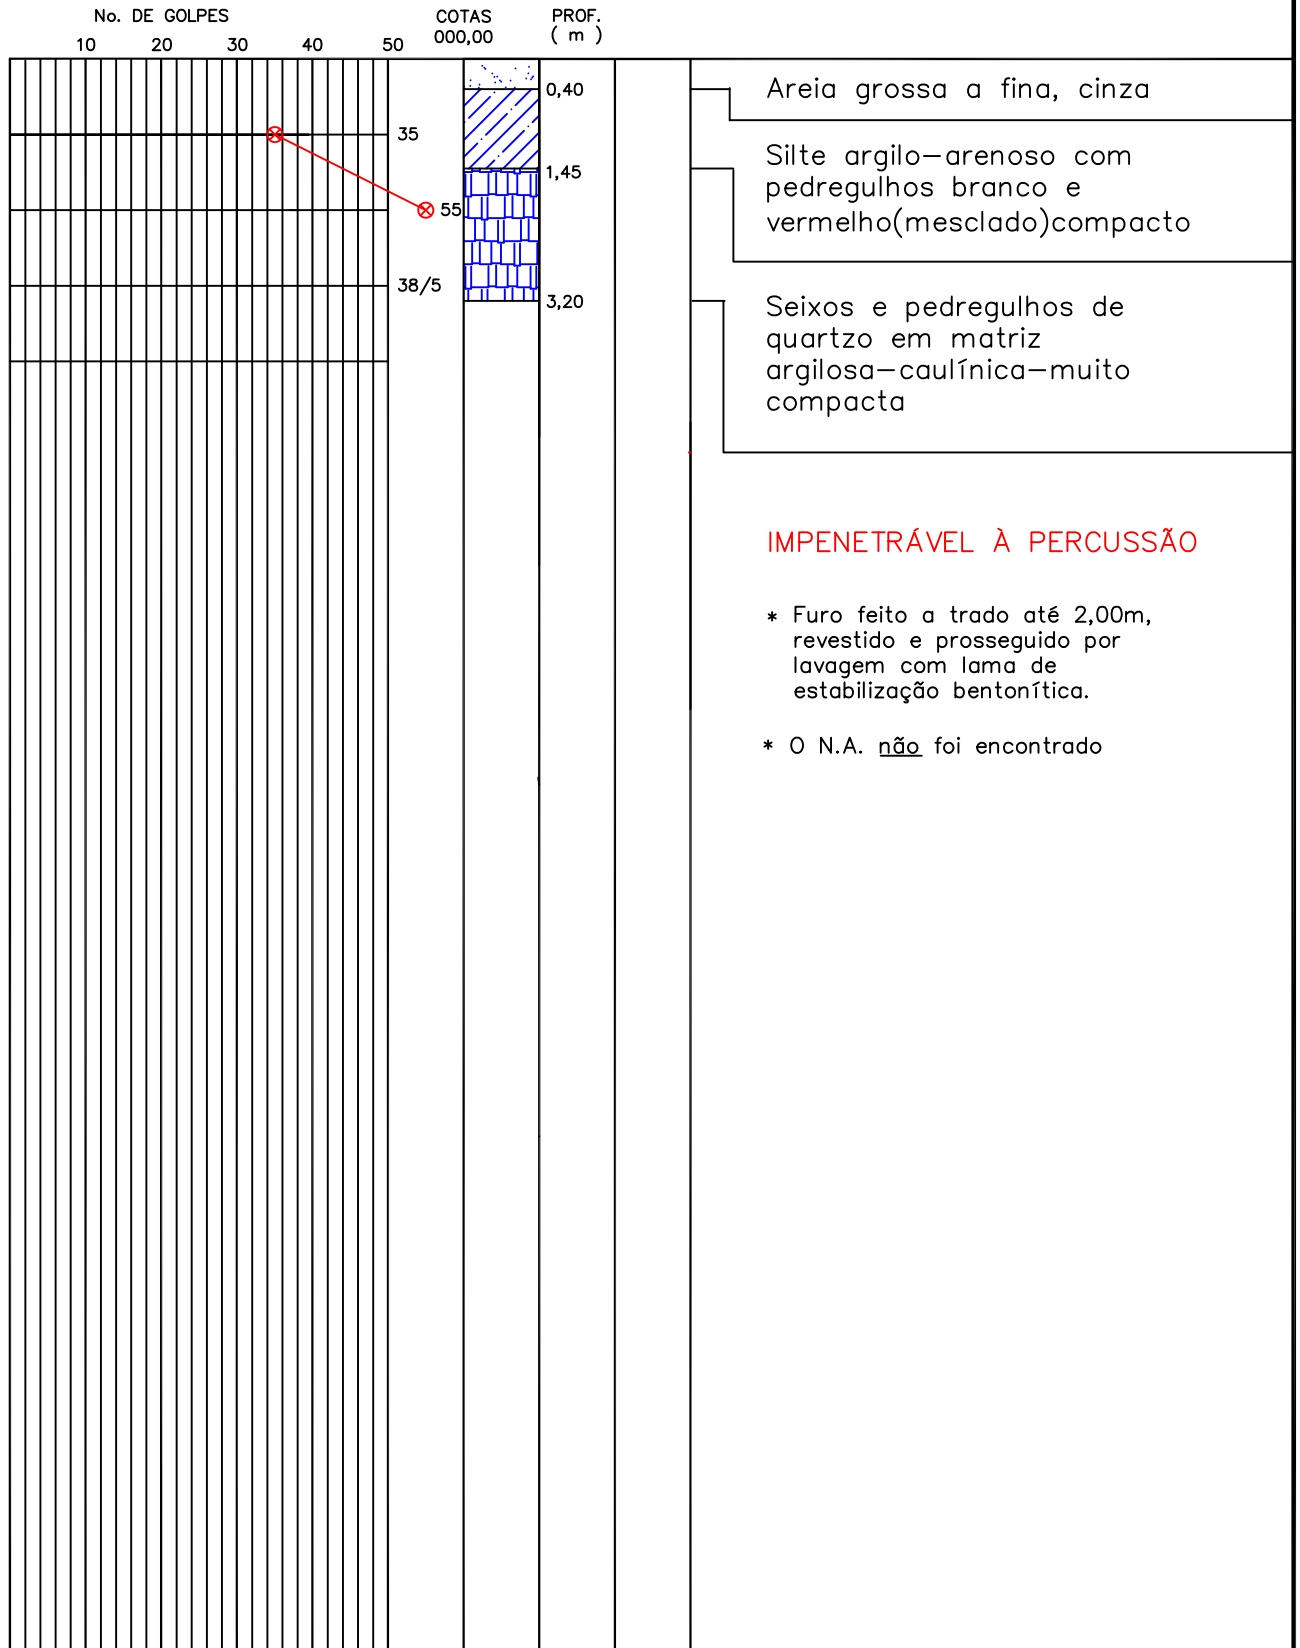 No. DE GOLPES
10 20 30 40 50
COTAS
000,00
PROF.
( m )
0,40
35
1,45
55
38/5
3,20
Areia grossa a fina, cinza
Silte argilo-arenoso com
pedregulhos branco e
vermelho(mesclado)compacto
Seixos e pedregulhos de
quartzo em matriz
argilosa-caulínica-muito
compacta
IMPENETRÁVEL À PERCUSSÃO
* Furo feito a trado até 2,00m,
revestido e prosseguido por
lavagem com lama de
estabilização bentonítica.
* O N.A. não foi encontrado